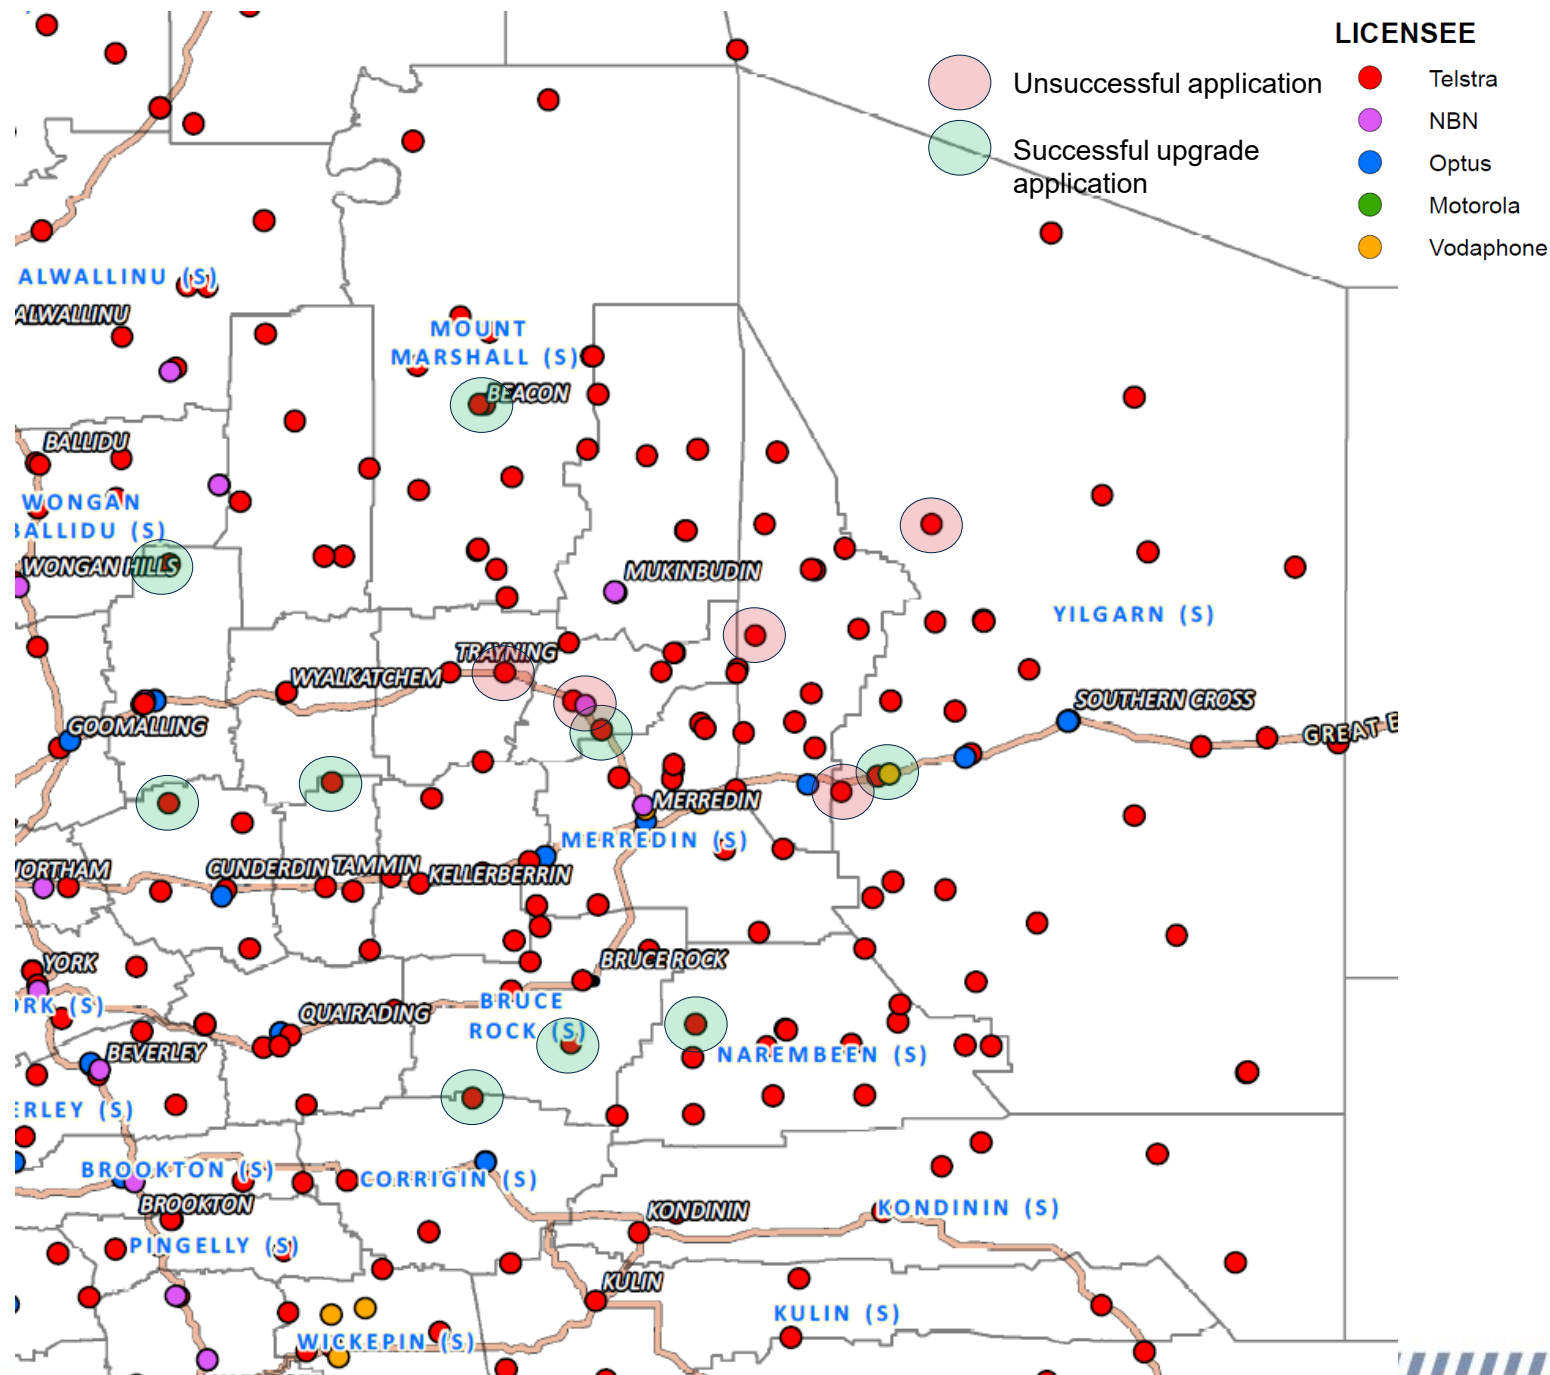 LICENSEE
Unsuccessful application
Telstra
NBN
Successful upgrade
application
Optus
Motorola
Vodaphone
ALWALLINU (S)
ALWALLINU
MOUNT
MARSHALL (S)
BEACON
BALLIDU
WONGAN
BALLIDU (S)
WONGAN HILLS
MUKINBUDIN
YILGARN (S)
TRAYNING
WYALKATCHEM
SOUTHERN CROSS
GOOMALLING
GREAT E
MERREDIN
MERREDIN (S)
NORTHAM
CUNDERDIN
TAMMIN
KELLERBERRIN
YORK
BRUCE ROCK
ORK (S)
QUAIRADING
BRUCE
ROCK (S)
BEVERLEY
NAREMBEEN (S)
ERLEY (S)
BROOKTON (S)
CORRIGIN (S)
BROOKTON
KONDININ
KONDININ (S)
PINGELLY (S)
KULIN
KULIN (S)
WICKEPIN (S)